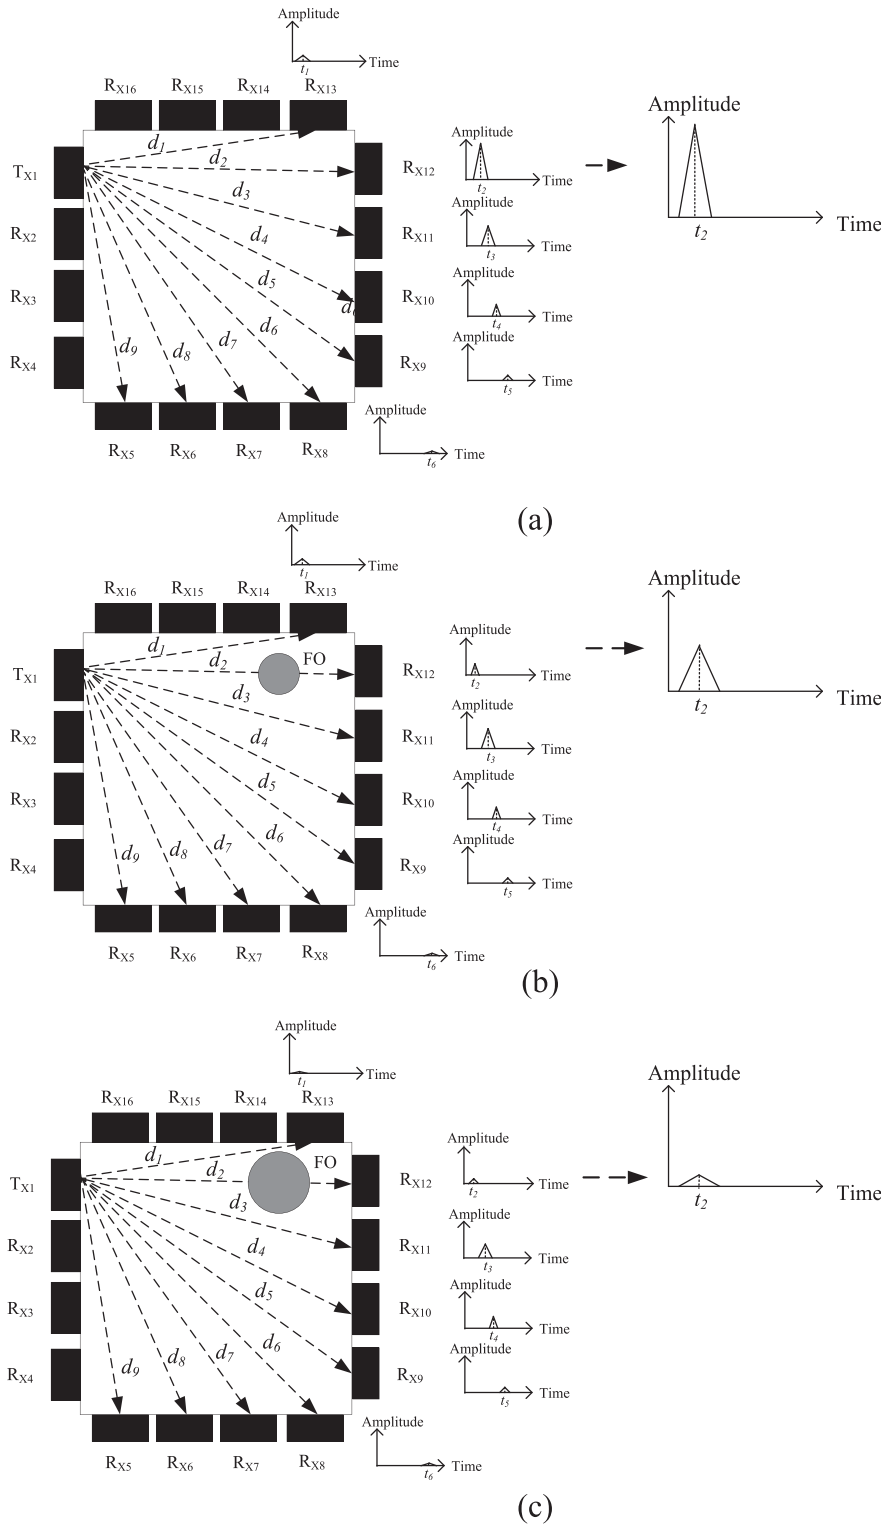 Amplitude
t1 Time
RX16 RX15 RX14 RX13
TX1 d1 d2 RX12 Amplitude t2 Time
Amplitude t2 Time
RX2 d3 RX11 Amplitude t3 Time
RX3 d4 d5 d6 RX10 Amplitude t4 Time
RX4 d9 d8 d7 d6 RX9 Amplitude t5 Time
RX5 RX6 RX7 RX8 Amplitude t6 Time
(a)
Amplitude
t1 Time
RX16 RX15 RX14 RX13
TX1 d1 d2 FO RX12 Amplitude t2 Time
Amplitude t2 Time
RX2 d3 RX11 Amplitude t3 Time
RX3 d4 d5 RX10 Amplitude t4 Time
RX4 d9 d8 d7 d6 RX9 Amplitude t5 Time
RX5 RX6 RX7 RX8 Amplitude t6 Time
(b)
Amplitude
t1 Time
RX16 RX15 RX14 RX13
TX1 d1 d2 FO RX12 Amplitude t2 Time
Amplitude t2 Time
RX2 d3 RX11 Amplitude t3 Time
RX3 d4 d5 RX10 Amplitude t4 Time
RX4 d9 d8 d7 d6 RX9 Amplitude t5 Time
RX5 RX6 RX7 RX8 Amplitude t6 Time
(c)